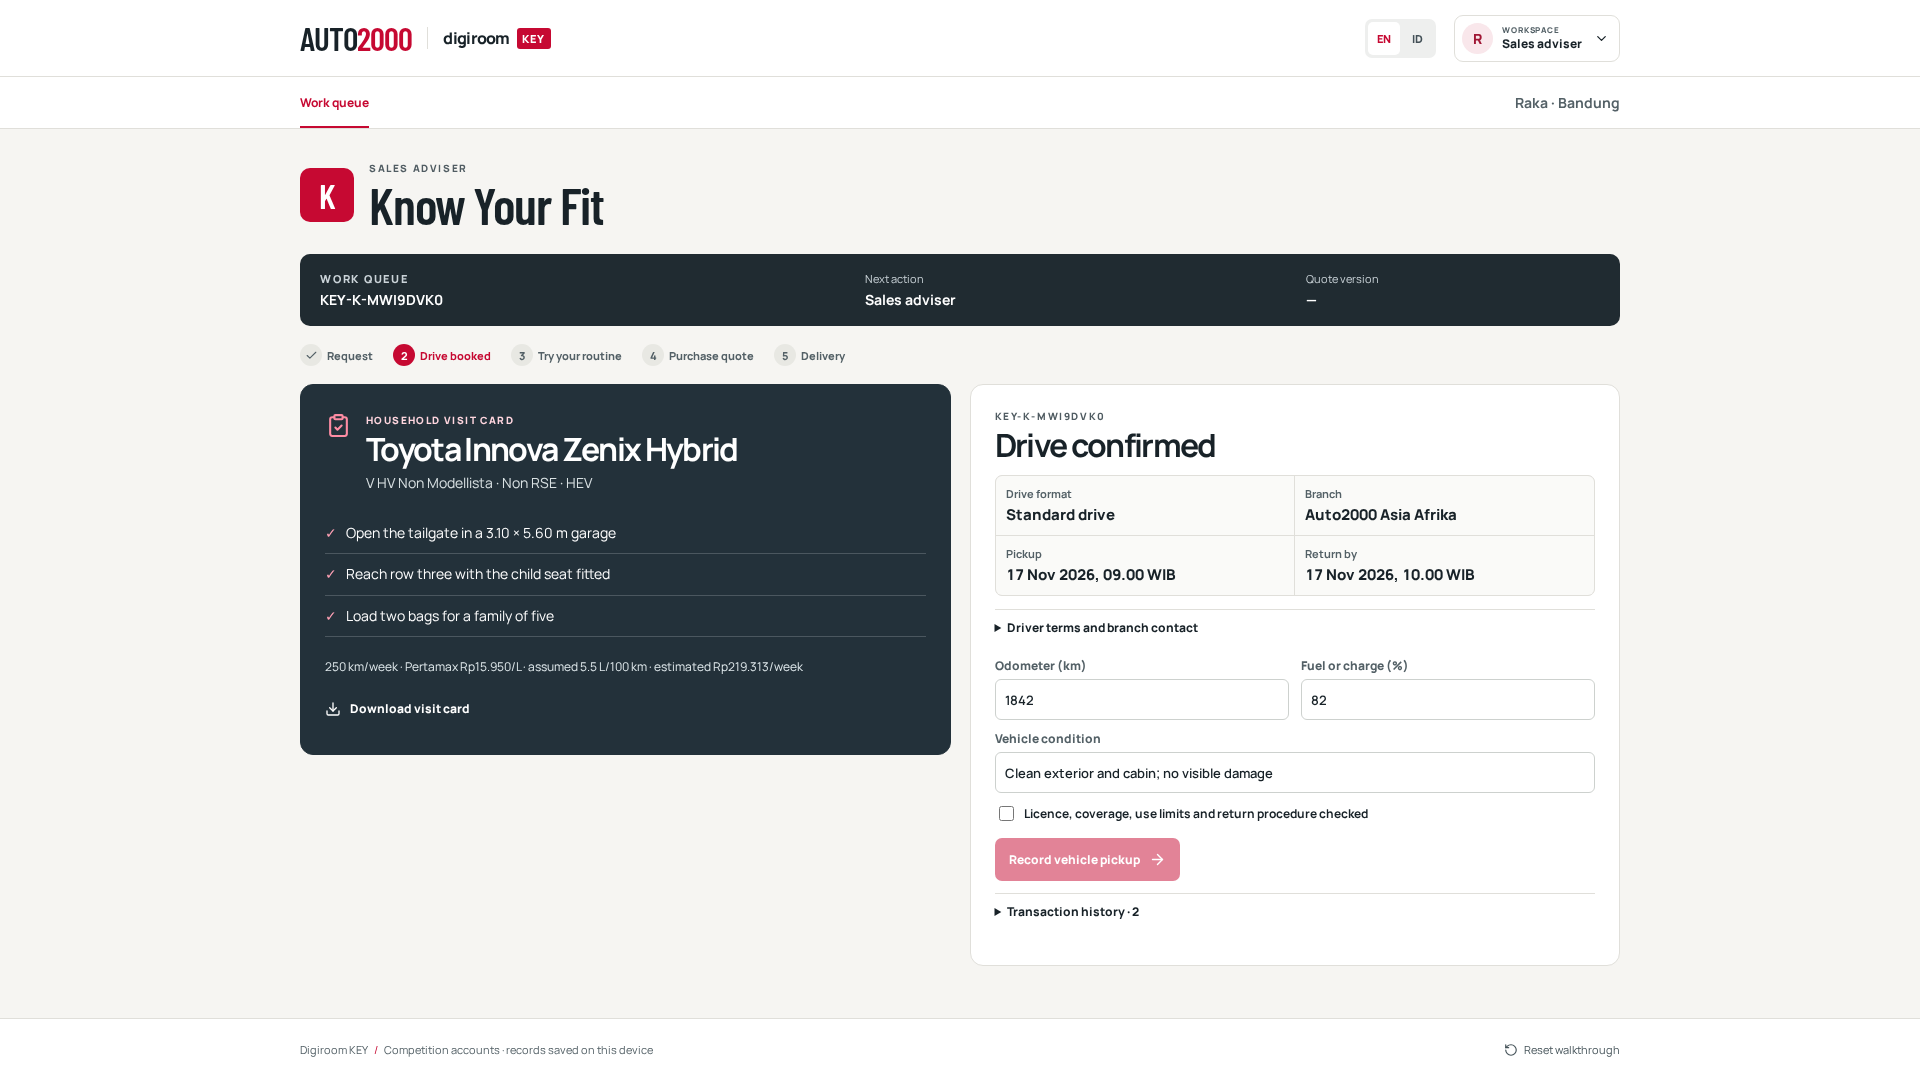 AUTO2000
digiroom KEY
EN ID
R
WORKSPACE
Sales adviser
Work queue
Raka · Bandung
K
SALES ADVISER
Know Your Fit
WORK QUEUE
KEY-K-MWI9DVK0
Next action
Sales adviser
Quote version
—
Request
2 Drive booked
3 Try your routine
4 Purchase quote
5 Delivery
HOUSEHOLD VISIT CARD
Toyota Innova Zenix Hybrid
V HV Non Modellista · Non RSE · HEV
✓ Open the tailgate in a 3.10 × 5.60 m garage
✓ Reach row three with the child seat fitted
✓ Load two bags for a family of five
250 km/week · Pertamax Rp15.950/L · assumed 5.5 L/100 km · estimated Rp219.313/week
Download visit card
KEY-K-MWI9DVK0
Drive confirmed
Drive format
Standard drive
Branch
Auto2000 Asia Afrika
Pickup
17 Nov 2026, 09.00 WIB
Return by
17 Nov 2026, 10.00 WIB
Driver terms and branch contact
Odometer (km)
1842
Fuel or charge (%)
82
Vehicle condition
Clean exterior and cabin; no visible damage
Licence, coverage, use limits and return procedure checked
Record vehicle pickup
Transaction history · 2
Digiroom KEY / Competition accounts · records saved on this device
Reset walkthrough